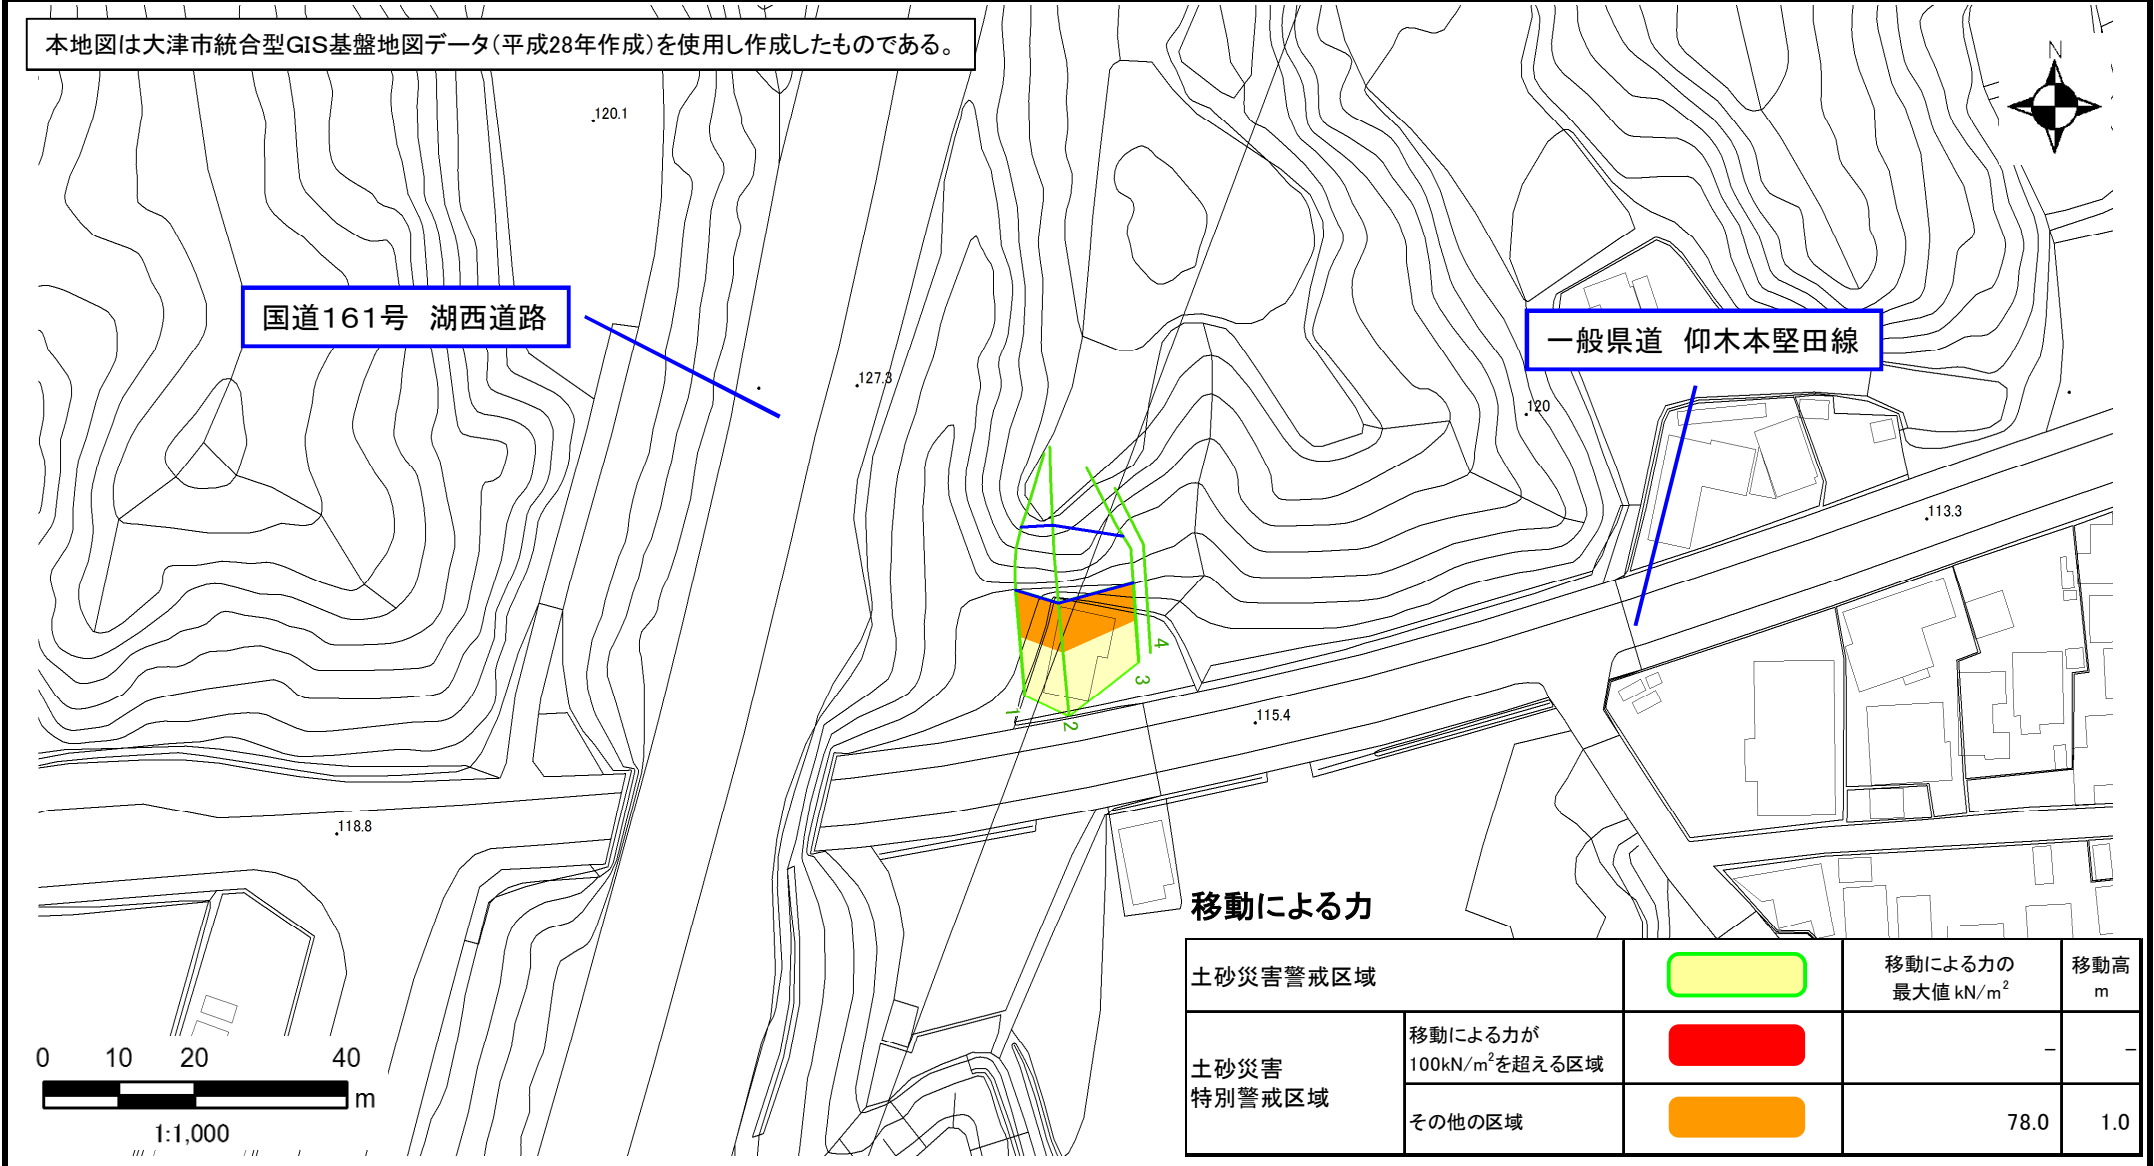 本地図は大津市統合型GIS基盤地図データ(平成28年作成)を使用し作成したものである。
N
120.1
国道161号 湖西道路
127.3
一般県道 仰木本堅田線
120
113.3
4
3
1
2
115.4
118.8
移動による力
土砂災害警戒区域
移動による力の
最大値 kN/m²
移動高
m
土砂災害
特別警戒区域
移動による力が
100kN/m²を超える区域
－
－
その他の区域
78.0
1.0
0 10 20 40
m
1:1,000